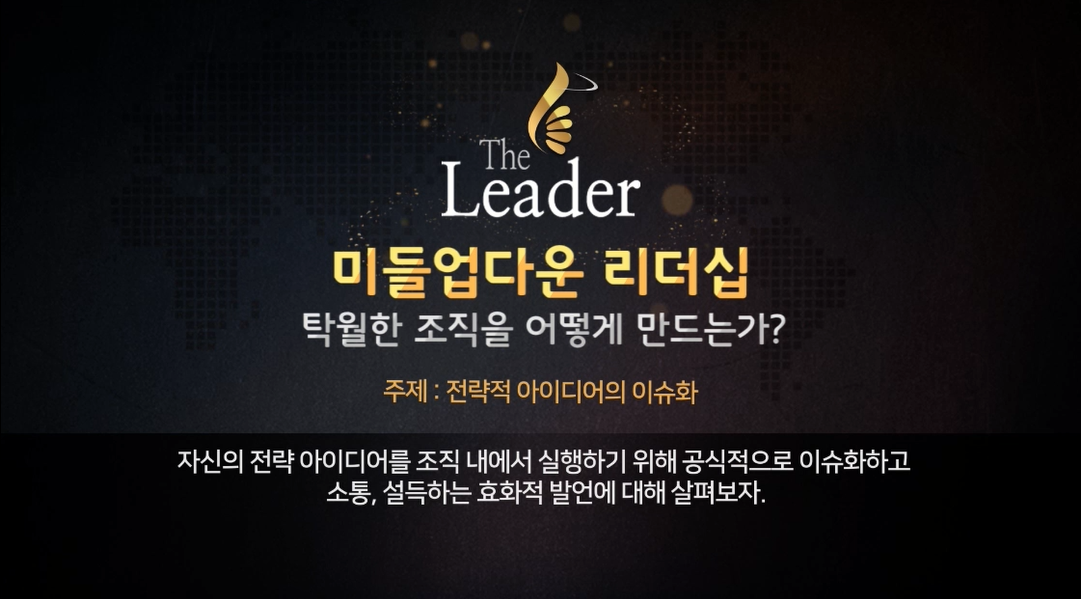 The
Leader
미들업다운 리더십
탁월한 조직을 어떻게 만드는가?
주제 : 전략적 아이디어의 이슈화
자신의 전략 아이디어를 조직 내에서 실행하기 위해 공식적으로 이슈화하고
소통, 설득하는 효화적 발언에 대해 살펴보자.